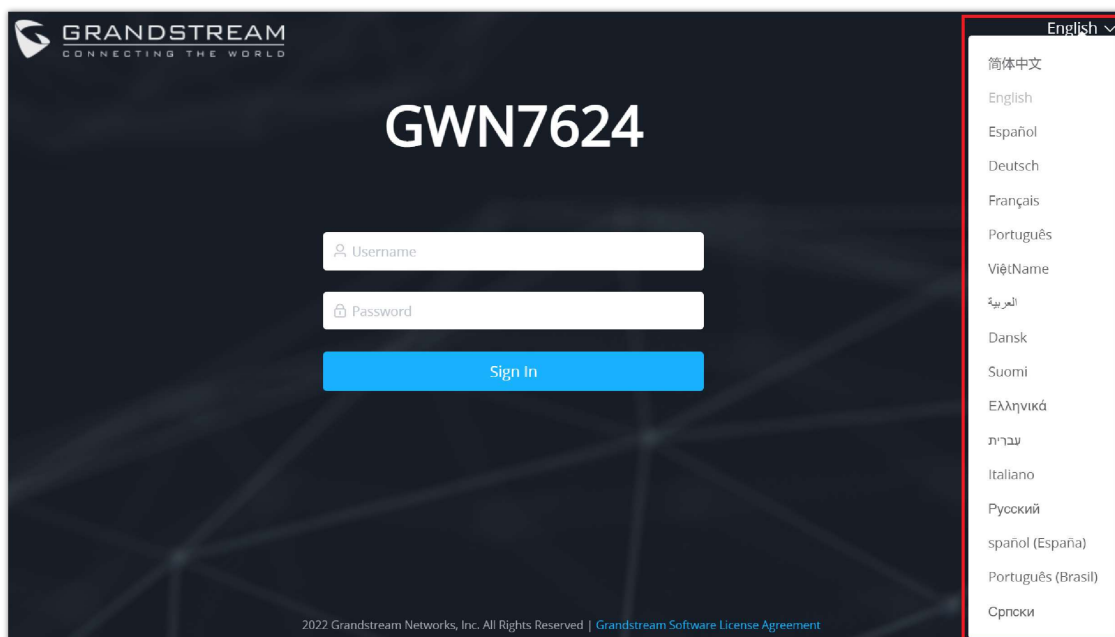 GRANDSTREAM
CONNECTING THE WORLD
English
GWN7624
Username
Password
Sign In
简体中文
English
Español
Deutsch
Français
Português
ViệtName
العربية
Dansk
Suomi
Ελληνικά
עברית
Italiano
Русский
spañol (España)
Português (Brasil)
Српски
2022 Grandstream Networks, Inc. All Rights Reserved | Grandstream Software License Agreement